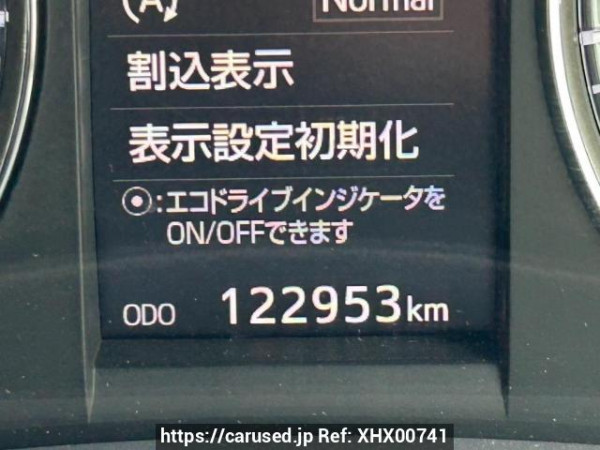 (A) Normal
割込表示
表示設定初期化
⦿:エコドライブインジケータを
ON/OFFできます
ODO 122953km
https://carused.jp Ref: XHX00741